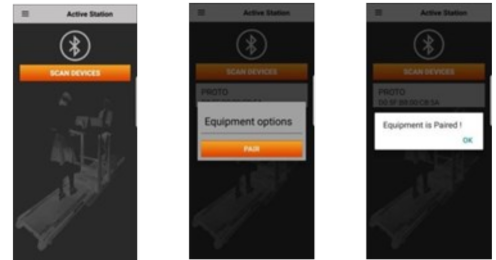 Active Station
SCAN DEVICES
Active Station
SCAN DEVICES
PROTO
Equipment options
PAIR
Active Station
SCAN DEVICES
PROTO
Equipment is Paired !
OK